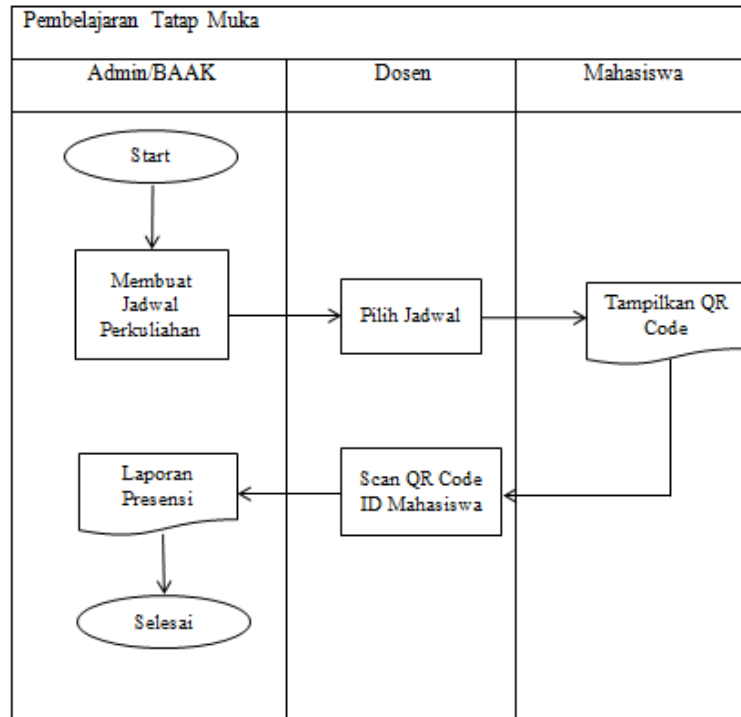 Pembelajaran Tatap Muka
Admin/BAAK
Dosen
Mahasiswa
Start
Membuat
Jadwal
Perkuliahan
Pilih Jadwal
Tampilkan QR
Code
Laporan
Presensi
Scan QR Code
ID Mahasiswa
Selesai